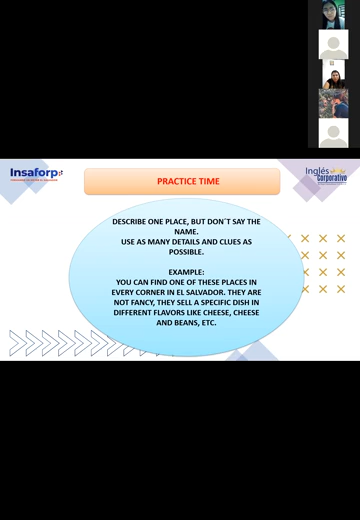 Insaforp
Inglés
Corporativo
PRACTICE TIME
DESCRIBE ONE PLACE, BUT DON´T SAY THE
NAME.
USE AS MANY DETAILS AND CLUES AS
POSSIBLE.
EXAMPLE:
YOU CAN FIND ONE OF THESE PLACES IN
EVERY CORNER IN EL SALVADOR. THEY ARE
NOT FANCY, THEY SELL A SPECIFIC DISH IN
DIFFERENT FLAVORS LIKE CHEESE, CHEESE
AND BEANS, ETC.